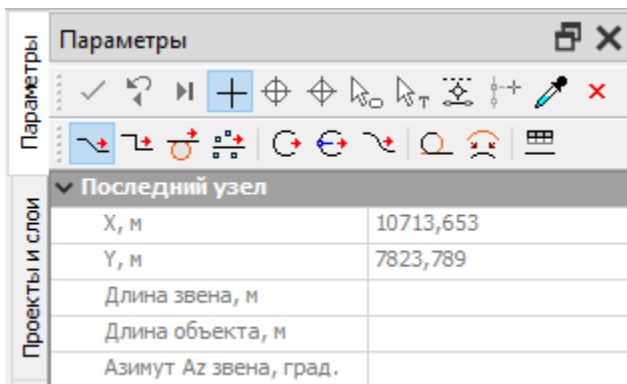 Параметры
Параметры
Проекты и слои
Последний узел
X, м 10713,653
Y, м 7823,789
Длина звена, м
Длина объекта, м
Азимут Az звена, град.